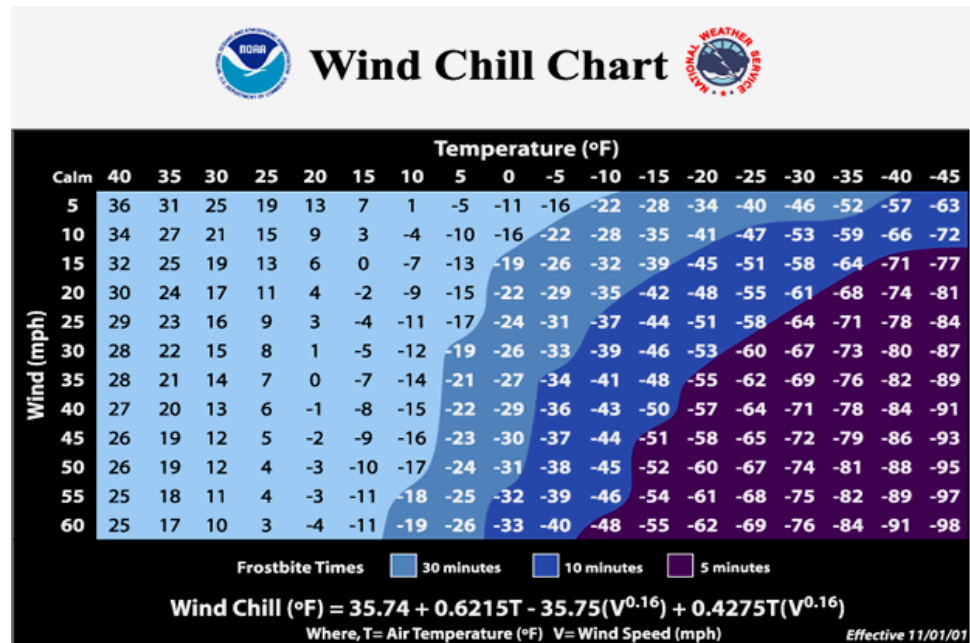 NOAA
Wind Chill Chart
NATIONAL WEATHER SERVICE
Temperature (ºF)
Calm 40 35 30 25 20 15 10 5 0 -5 -10 -15 -20 -25 -30 -35 -40 -45
Wind (mph)
5 36 31 25 19 13 7 1 -5 -11 -16 -22 -28 -34 -40 -46 -52 -57 -63
10 34 27 21 15 9 3 -4 -10 -16 -22 -28 -35 -41 -47 -53 -59 -66 -72
15 32 25 19 13 6 0 -7 -13 -19 -26 -32 -39 -45 -51 -58 -64 -71 -77
20 30 24 17 11 4 -2 -9 -15 -22 -29 -35 -42 -48 -55 -61 -68 -74 -81
25 29 23 16 9 3 -4 -11 -17 -24 -31 -37 -44 -51 -58 -64 -71 -78 -84
30 28 22 15 8 1 -5 -12 -19 -26 -33 -39 -46 -53 -60 -67 -73 -80 -87
35 28 21 14 7 0 -7 -14 -21 -27 -34 -41 -48 -55 -62 -69 -76 -82 -89
40 27 20 13 6 -1 -8 -15 -22 -29 -36 -43 -50 -57 -64 -71 -78 -84 -91
45 26 19 12 5 -2 -9 -16 -23 -30 -37 -44 -51 -58 -65 -72 -79 -86 -93
50 26 19 12 4 -3 -10 -17 -24 -31 -38 -45 -52 -60 -67 -74 -81 -88 -95
55 25 18 11 4 -3 -11 -18 -25 -32 -39 -46 -54 -61 -68 -75 -82 -89 -97
60 25 17 10 3 -4 -11 -19 -26 -33 -40 -48 -55 -62 -69 -76 -84 -91 -98
Frostbite Times 30 minutes 10 minutes 5 minutes
Wind Chill (ºF) = 35.74 + 0.6215T - 35.75(V0.16) + 0.4275T(V0.16)
Where, T= Air Temperature (ºF) V= Wind Speed (mph)
Effective 11/01/01